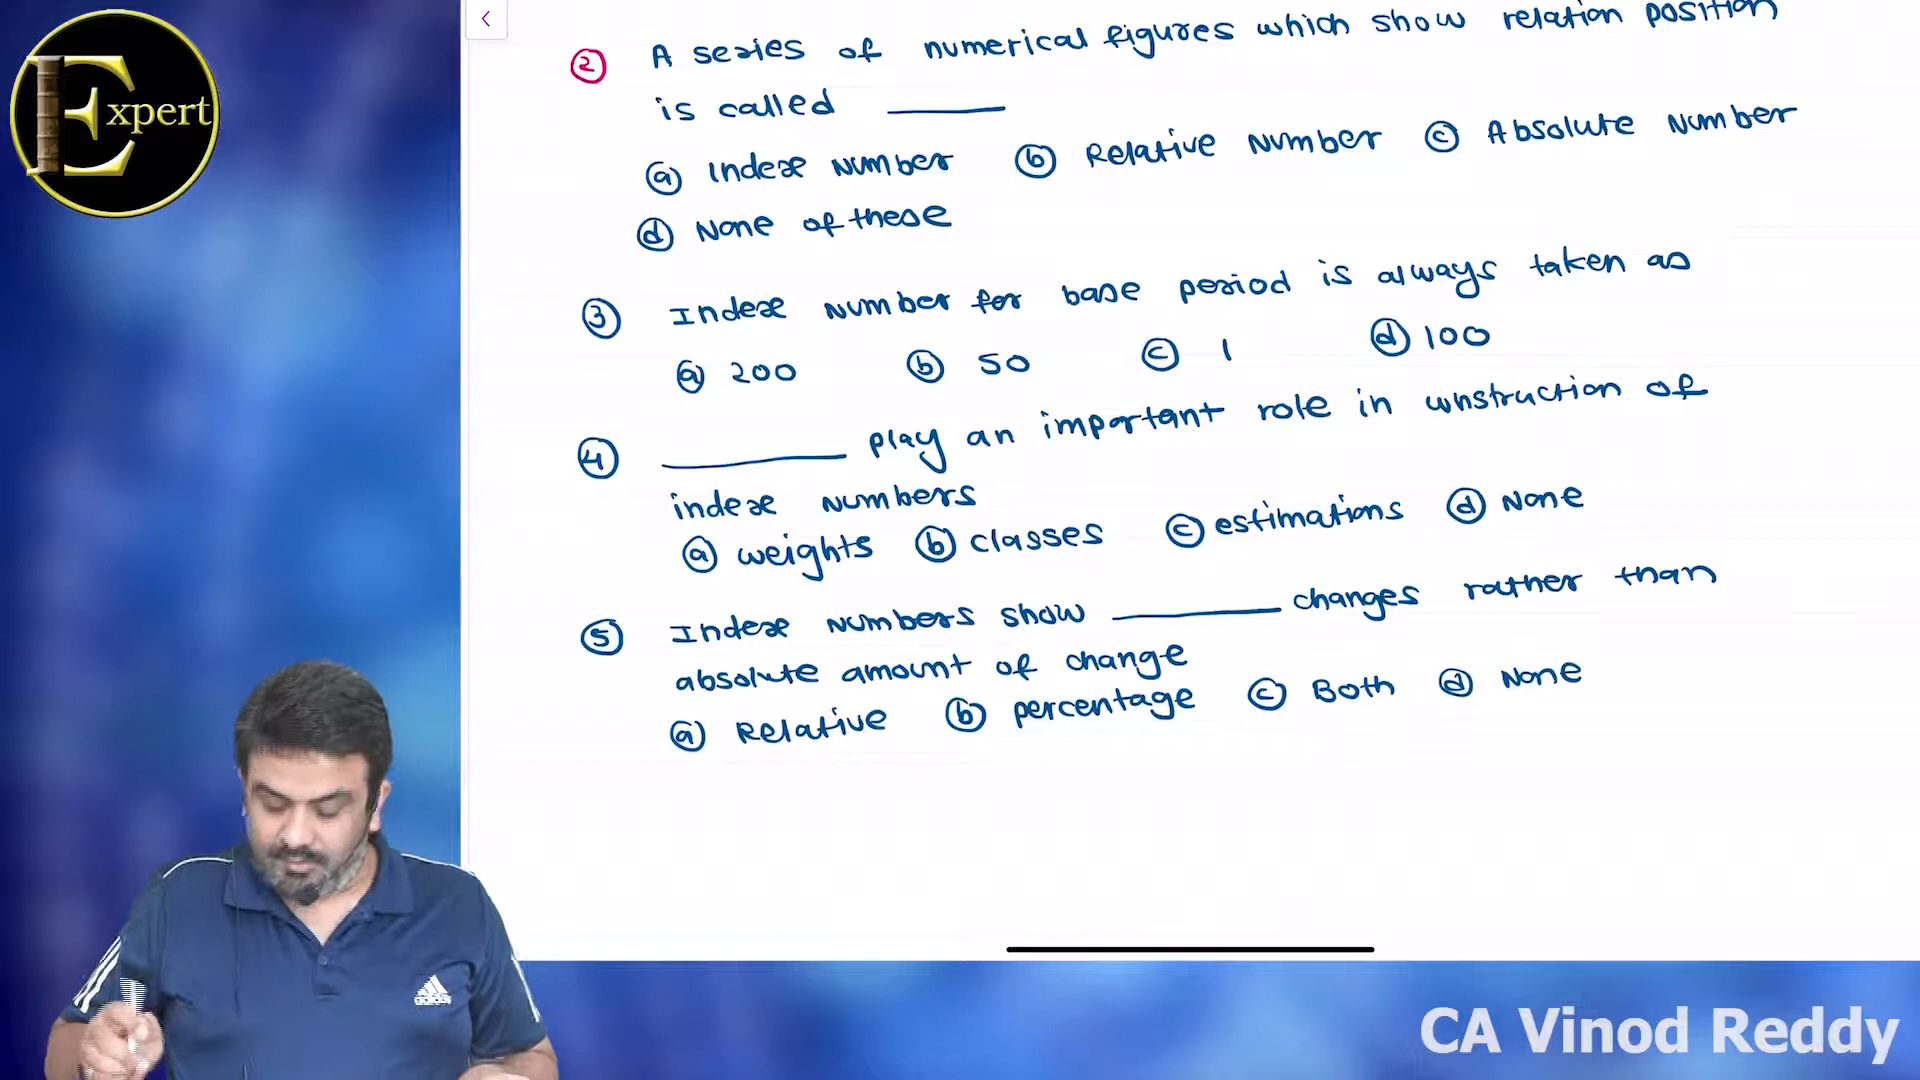 Expert
② A series of numerical figures which show relation position
is called ______
ⓐ Index Number ⓑ Relative Number ⓒ Absolute Number
ⓓ None of these
③ Index number for base period is always taken as
ⓐ 200 ⓑ 50 ⓒ 1 ⓓ 100
④ ______ play an important role in construction of
index numbers
ⓐ weights ⓑ classes ⓒ estimations ⓓ None
⑤ Index numbers show ______ changes rather than
absolute amount of change
ⓐ Relative ⓑ percentage ⓒ Both ⓓ None
adidas
CA Vinod Reddy